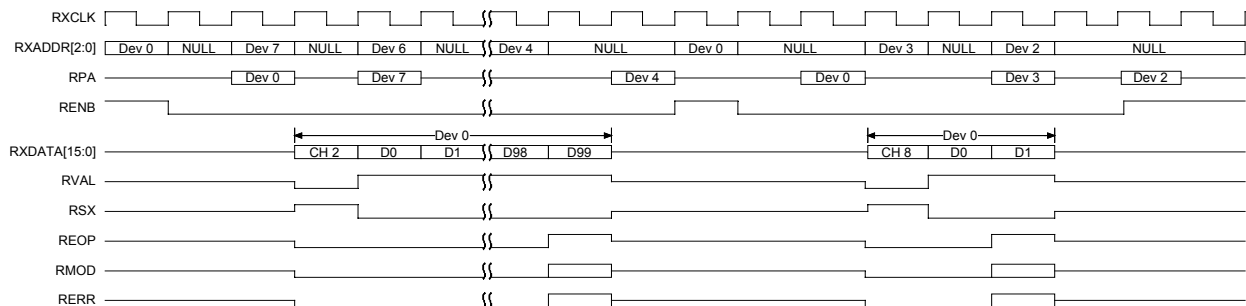 RXCLK
RXADDR[2:0] Dev 0 NULL Dev 7 NULL Dev 6 NULL Dev 4 NULL Dev 0 NULL Dev 3 NULL Dev 2 NULL
RPA Dev 0 Dev 7 Dev 4 Dev 0 Dev 3 Dev 2
RENB
Dev 0 Dev 0
RXDATA[15:0] CH 2 D0 D1 D98 D99 CH 8 D0 D1
RVAL
RSX
REOP
RMOD
RERR